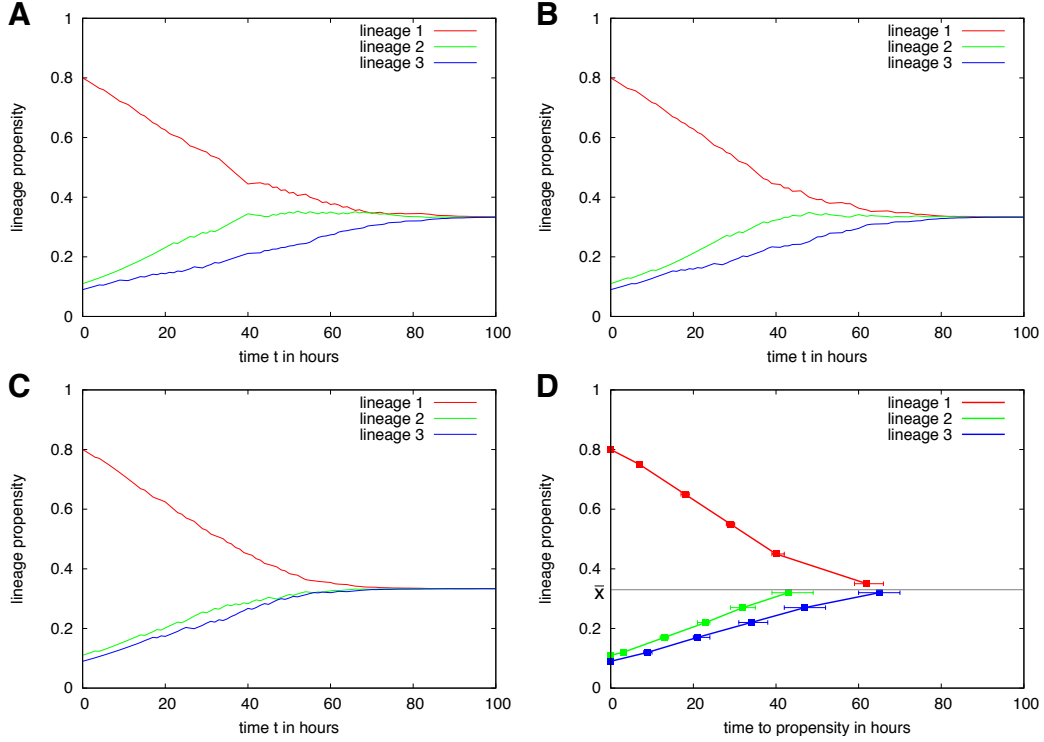 A
lineage propensity
1
0.8
0.6
0.4
0.2
0
0 20 40 60 80 100
time t in hours
lineage 1
lineage 2
lineage 3
B
lineage propensity
1
0.8
0.6
0.4
0.2
0
0 20 40 60 80 100
time t in hours
lineage 1
lineage 2
lineage 3
C
lineage propensity
1
0.8
0.6
0.4
0.2
0
0 20 40 60 80 100
time t in hours
lineage 1
lineage 2
lineage 3
D
lineage propensity
1
0.8
0.6
0.4
x̄
0.2
0
0 20 40 60 80 100
time to propensity in hours
lineage 1
lineage 2
lineage 3